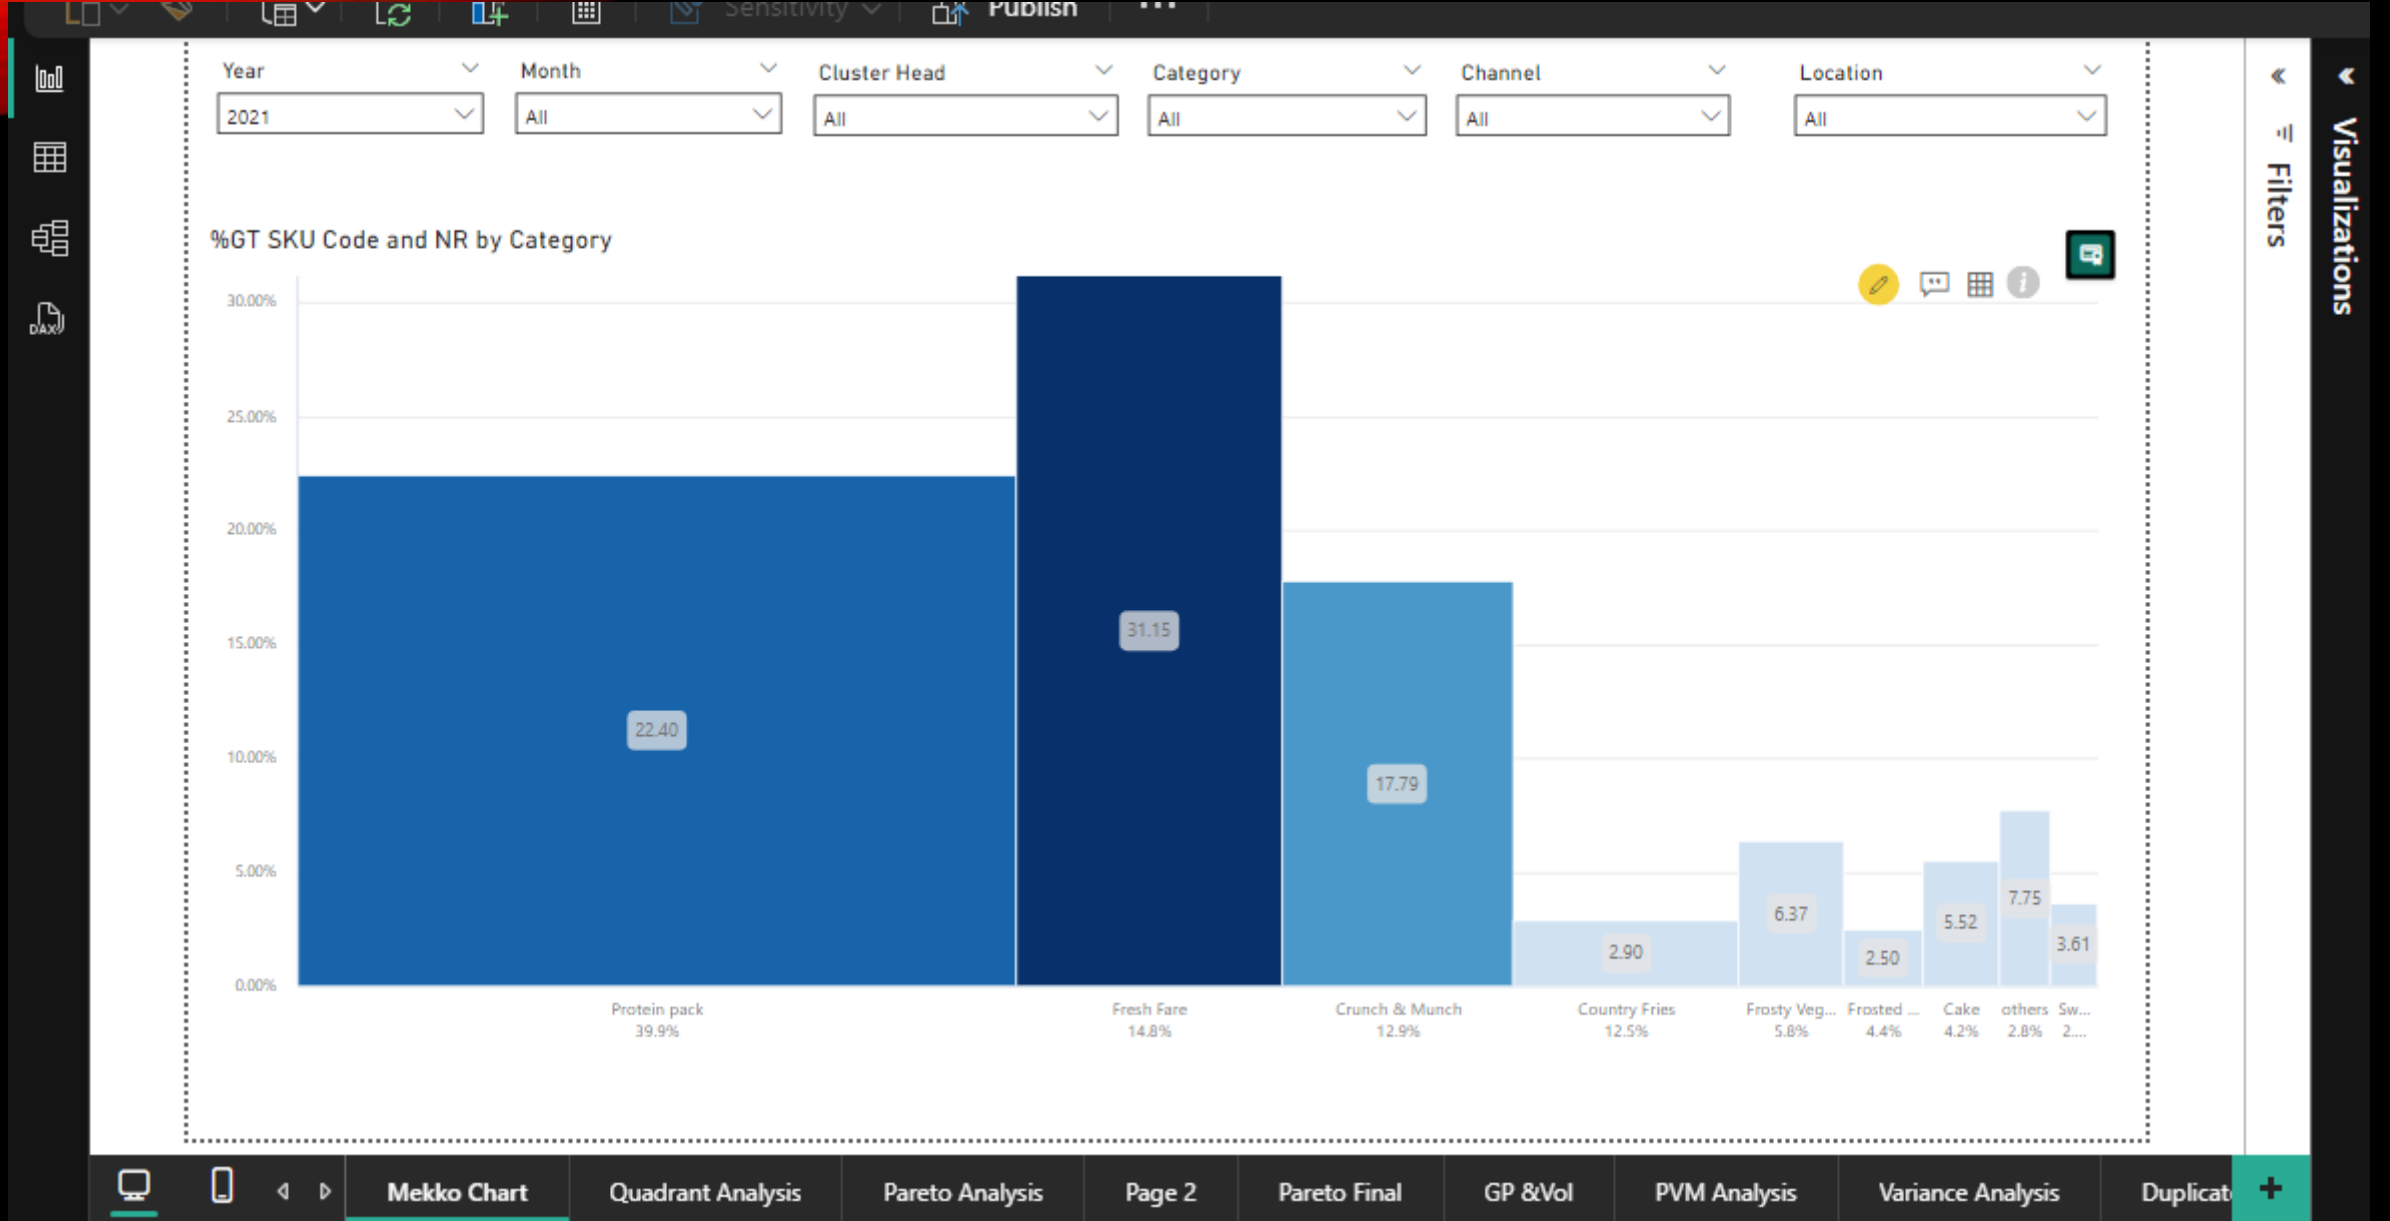 Sensitivity
Publish
Year
Month
Cluster Head
Category
Channel
Location
2021
All
All
All
All
All
Filters
Visualizations
DAX
%GT SKU Code and NR by Category
30.00%
25.00%
20.00%
15.00%
10.00%
5.00%
0.00%
22.40
31.15
17.79
2.90
6.37
2.50
5.52
7.75
3.61
Protein pack
39.9%
Fresh Fare
14.8%
Crunch & Munch
12.9%
Country Fries
12.5%
Frosty Veg...
5.8%
Frosted ...
4.4%
Cake
4.2%
others
2.8%
Sw...
2....
Mekko Chart
Quadrant Analysis
Pareto Analysis
Page 2
Pareto Final
GP &Vol
PVM Analysis
Variance Analysis
Duplicat